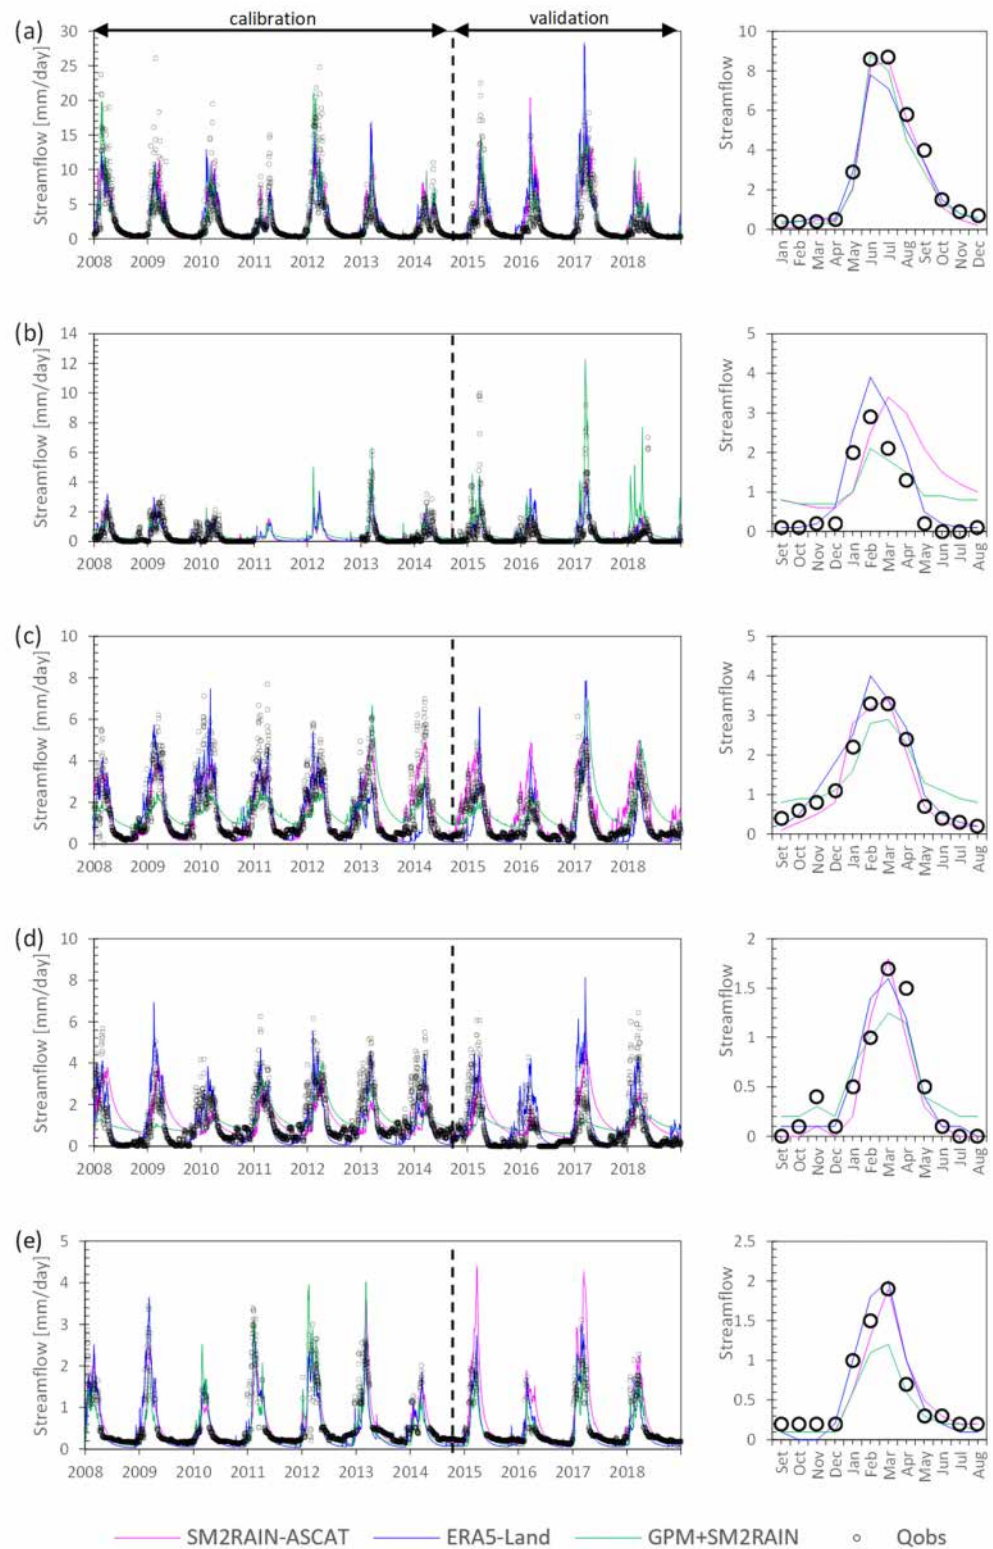 calibration validation
(a)
Streamflow [mm/day]
30
25
20
15
10
5
0
2008 2009 2010 2011 2012 2013 2014 2015 2016 2017 2018
Streamflow
10
8
6
4
2
0
Jan Feb Mar Apr May Jun Jul Aug Set Oct Nov Dec
(b)
Streamflow [mm/day]
14
12
10
8
6
4
2
0
2008 2009 2010 2011 2012 2013 2014 2015 2016 2017 2018
Streamflow
5
4
3
2
1
0
Set Oct Nov Dec Jan Feb Mar Apr May Jun Jul Aug
(c)
Streamflow [mm/day]
10
8
6
4
2
0
2008 2009 2010 2011 2012 2013 2014 2015 2016 2017 2018
Streamflow
5
4
3
2
1
0
Set Oct Nov Dec Jan Feb Mar Apr May Jun Jul Aug
(d)
Streamflow [mm/day]
10
8
6
4
2
0
2008 2009 2010 2011 2012 2013 2014 2015 2016 2017 2018
Streamflow
2
1.5
1
0.5
0
Set Oct Nov Dec Jan Feb Mar Apr May Jun Jul Aug
(e)
Streamflow [mm/day]
5
4
3
2
1
0
2008 2009 2010 2011 2012 2013 2014 2015 2016 2017 2018
Streamflow
2.5
2
1.5
1
0.5
0
Set Oct Nov Dec Jan Feb Mar Apr May Jun Jul Aug
SM2RAIN-ASCAT ERA5-Land GPM+SM2RAIN Qobs